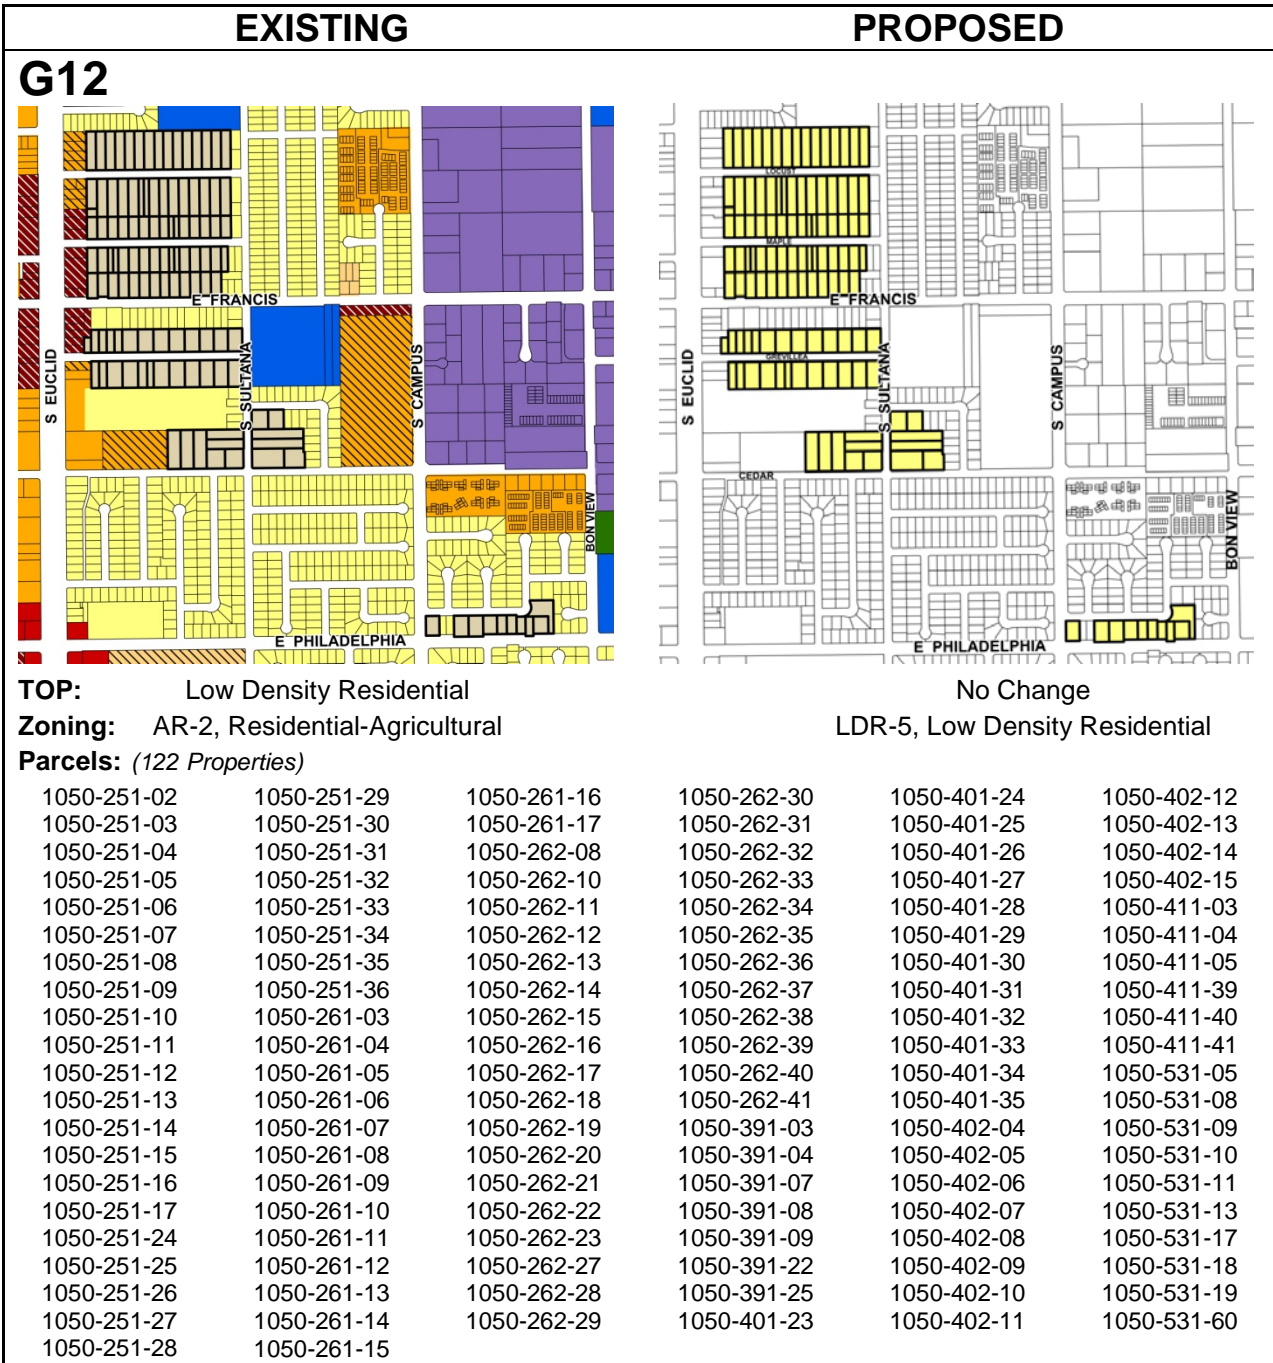 EXISTING PROPOSED
G12
E FRANCIS
S EUCLID
S SULTANA
S CAMPUS
BON VIEW
E PHILADELPHIA
LOCUST
MAPLE
E FRANCIS
GREVILLEA
S EUCLID
S SULTANA
S CAMPUS
CEDAR
BON VIEW
E PHILADELPHIA
TOP: Low Density Residential No Change
Zoning: AR-2, Residential-Agricultural LDR-5, Low Density Residential
Parcels: (122 Properties)
1050-251-02 1050-251-29 1050-261-16 1050-262-30 1050-401-24 1050-402-12
1050-251-03 1050-251-30 1050-261-17 1050-262-31 1050-401-25 1050-402-13
1050-251-04 1050-251-31 1050-262-08 1050-262-32 1050-401-26 1050-402-14
1050-251-05 1050-251-32 1050-262-10 1050-262-33 1050-401-27 1050-402-15
1050-251-06 1050-251-33 1050-262-11 1050-262-34 1050-401-28 1050-411-03
1050-251-07 1050-251-34 1050-262-12 1050-262-35 1050-401-29 1050-411-04
1050-251-08 1050-251-35 1050-262-13 1050-262-36 1050-401-30 1050-411-05
1050-251-09 1050-251-36 1050-262-14 1050-262-37 1050-401-31 1050-411-39
1050-251-10 1050-261-03 1050-262-15 1050-262-38 1050-401-32 1050-411-40
1050-251-11 1050-261-04 1050-262-16 1050-262-39 1050-401-33 1050-411-41
1050-251-12 1050-261-05 1050-262-17 1050-262-40 1050-401-34 1050-531-05
1050-251-13 1050-261-06 1050-262-18 1050-262-41 1050-401-35 1050-531-08
1050-251-14 1050-261-07 1050-262-19 1050-391-03 1050-402-04 1050-531-09
1050-251-15 1050-261-08 1050-262-20 1050-391-04 1050-402-05 1050-531-10
1050-251-16 1050-261-09 1050-262-21 1050-391-07 1050-402-06 1050-531-11
1050-251-17 1050-261-10 1050-262-22 1050-391-08 1050-402-07 1050-531-13
1050-251-24 1050-261-11 1050-262-23 1050-391-09 1050-402-08 1050-531-17
1050-251-25 1050-261-12 1050-262-27 1050-391-22 1050-402-09 1050-531-18
1050-251-26 1050-261-13 1050-262-28 1050-391-25 1050-402-10 1050-531-19
1050-251-27 1050-261-14 1050-262-29 1050-401-23 1050-402-11 1050-531-60
1050-251-28 1050-261-15